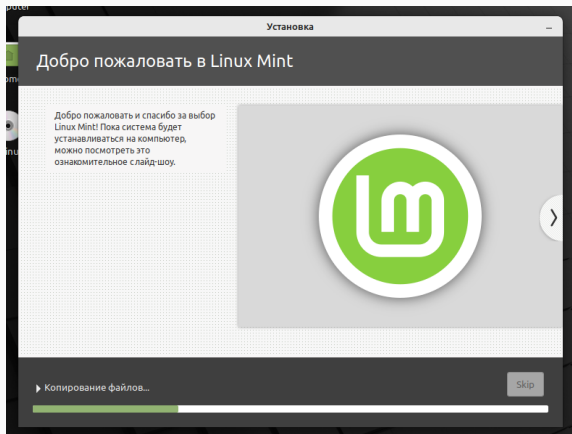 Установка
Добро пожаловать в Linux Mint
Добро пожаловать и спасибо за выбор
Linux Mint! Пока система будет
устанавливаться на компьютер,
можно посмотреть это
ознакомительное слайд-шоу.
Копирование файлов...
Skip